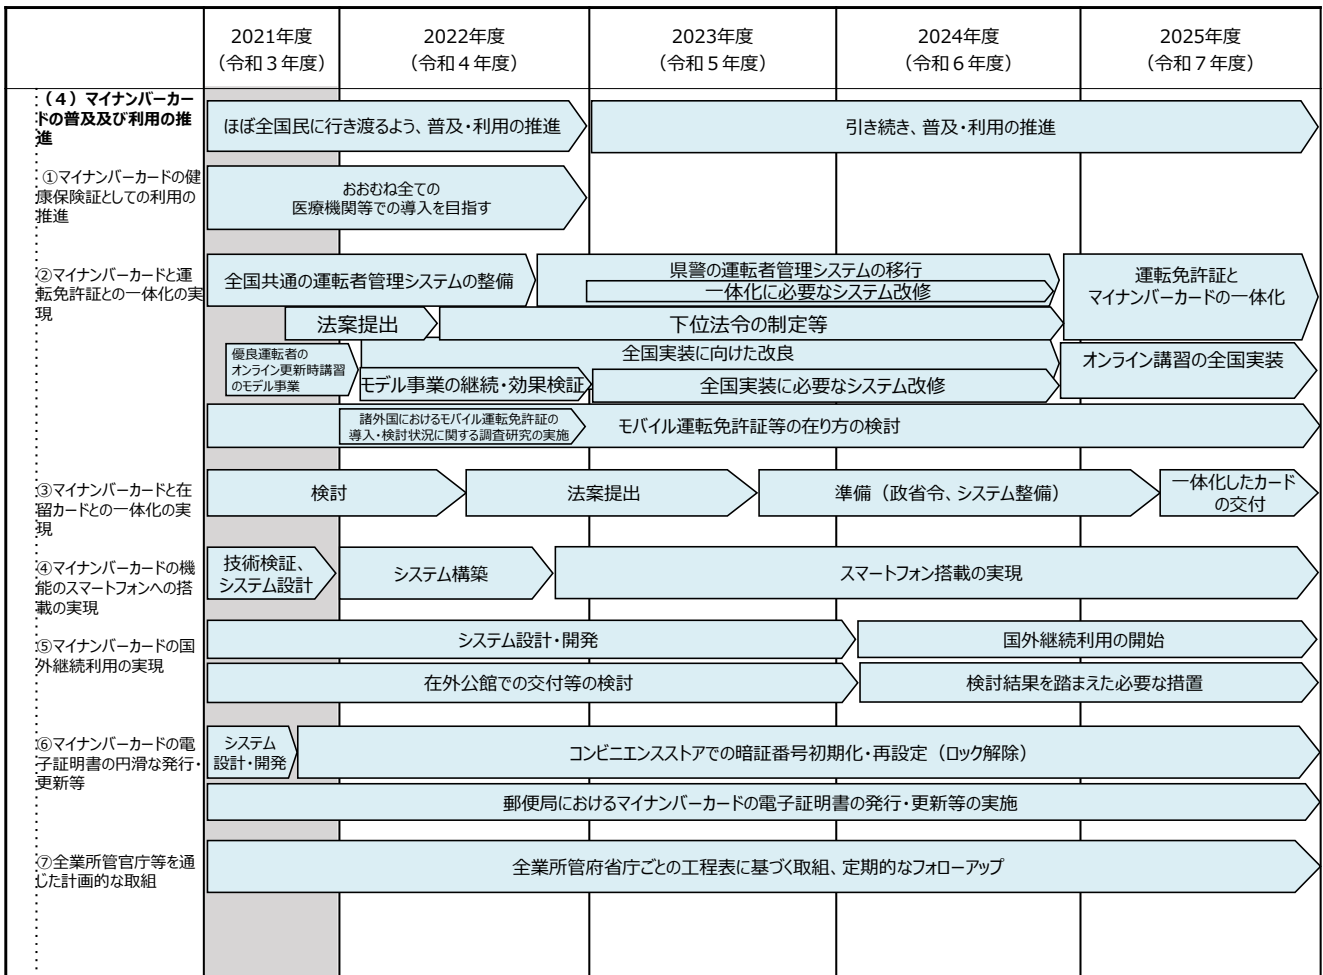 2021年度
（令和３年度）
2022年度
（令和４年度）
2023年度
（令和５年度）
2024年度
（令和６年度）
2025年度
（令和７年度）
（４）マイナンバーカー
ドの普及及び利用の推
進
ほぼ全国民に行き渡るよう、普及・利用の推進
引き続き、普及・利用の推進
①マイナンバーカードの健
康保険証としての利用の
推進
おおむね全ての
医療機関等での導入を目指す
②マイナンバーカードと運
転免許証との一体化の実
現
全国共通の運転者管理システムの整備
県警の運転者管理システムの移行
一体化に必要なシステム改修
運転免許証と
マイナンバーカードの一体化
法案提出
下位法令の制定等
優良運転者の
オンライン更新時講習
のモデル事業
全国実装に向けた改良
モデル事業の継続・効果検証
全国実装に必要なシステム改修
オンライン講習の全国実装
諸外国におけるモバイル運転免許証の
導入・検討状況に関する調査研究の実施
モバイル運転免許証等の在り方の検討
③マイナンバーカードと在
留カードとの一体化の実
現
検討
法案提出
準備（政省令、システム整備）
一体化したカード
の交付
④マイナンバーカードの機
能のスマートフォンへの搭
載の実現
技術検証、
システム設計
システム構築
スマートフォン搭載の実現
⑤マイナンバーカードの国
外継続利用の実現
システム設計・開発
国外継続利用の開始
在外公館での交付等の検討
検討結果を踏まえた必要な措置
⑥マイナンバーカードの電
子証明書の円滑な発行・
更新等
システム
設計・開発
コンビニエンスストアでの暗証番号初期化・再設定（ロック解除）
郵便局におけるマイナンバーカードの電子証明書の発行・更新等の実施
⑦全業所管官庁等を通
じた計画的な取組
全業所管府省庁ごとの工程表に基づく取組、定期的なフォローアップ